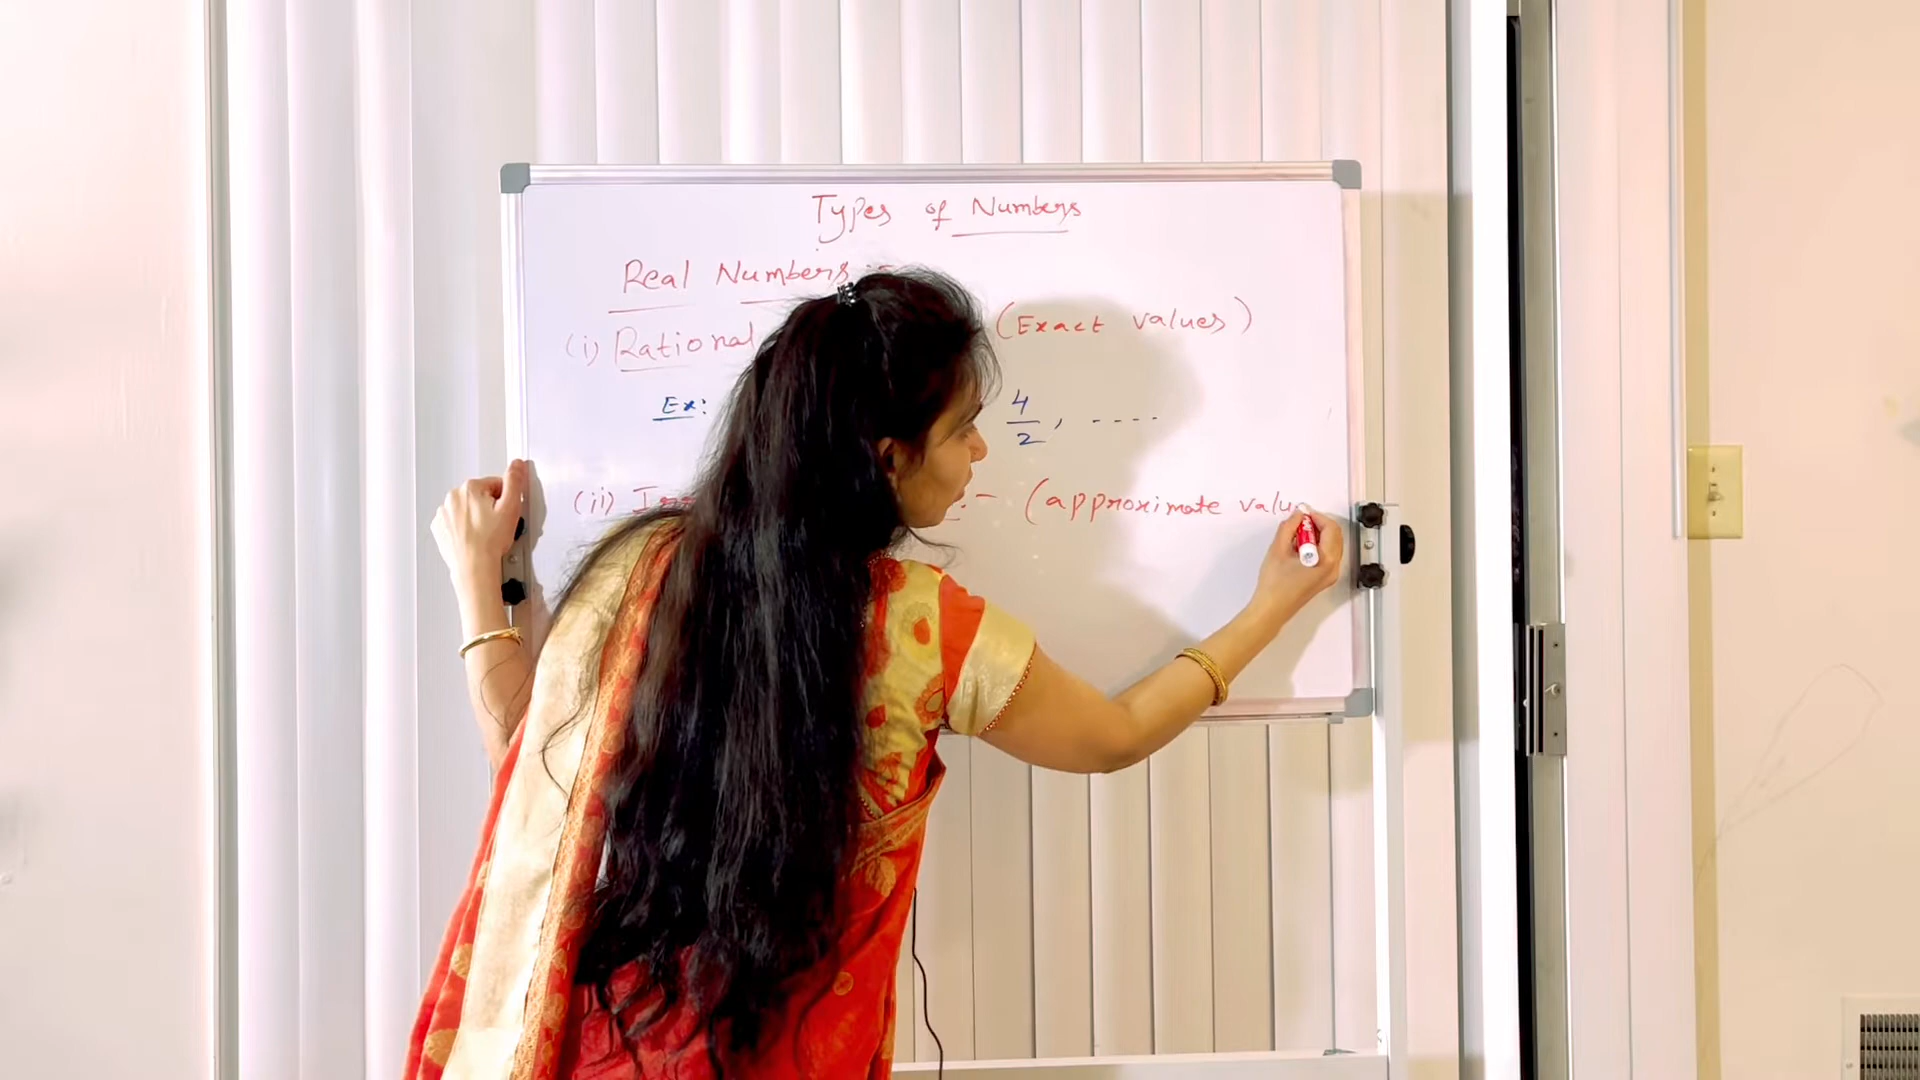 Types of Numbers
Real Numbers :-
(i) Rational (Exact values)
Ex: 4/2, ----
(ii) :- (approximate valu